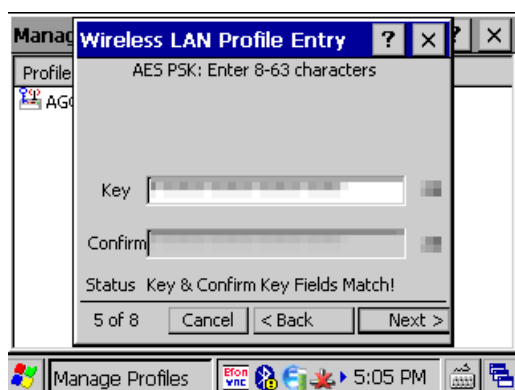 Manag
Wireless LAN Profile Entry ? ×
? ×
Profile
AES PSK: Enter 8-63 characters
AG
Key
Confirm
Status Key & Confirm Key Fields Match!
5 of 8 Cancel < Back Next >
Manage Profiles Efon VNC 5:05 PM